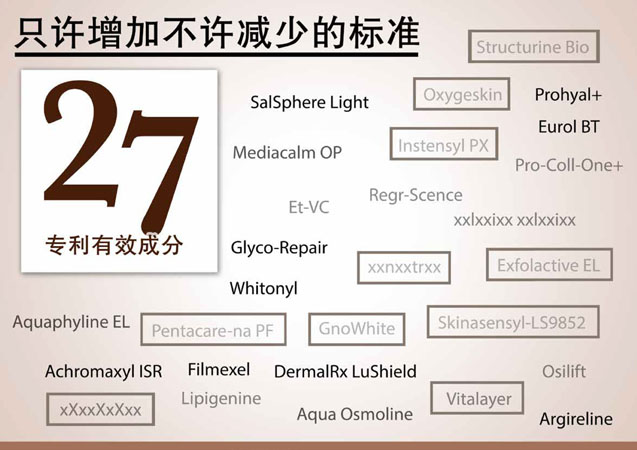 只许增加不许减少的标准
27
专利有效成分
Structurine Bio
Oxygeskin
Prohyal+
SalSphere Light
Eurol BT
Instensyl PX
Mediacalm OP
Pro-Coll-One+
Regr-Scence
Et-VC
xxlxxixx xxlxxixx
Glyco-Repair
xxnxxtrxx
Exfolactive EL
Whitonyl
Aquaphyline EL
Pentacare-na PF
GnoWhite
Skinasensyl-LS9852
Achromaxyl ISR
Filmexel
DermalRx LuShield
Osilift
xXxxXxXxx
Lipigenine
Aqua Osmoline
Vitalayer
Argireline